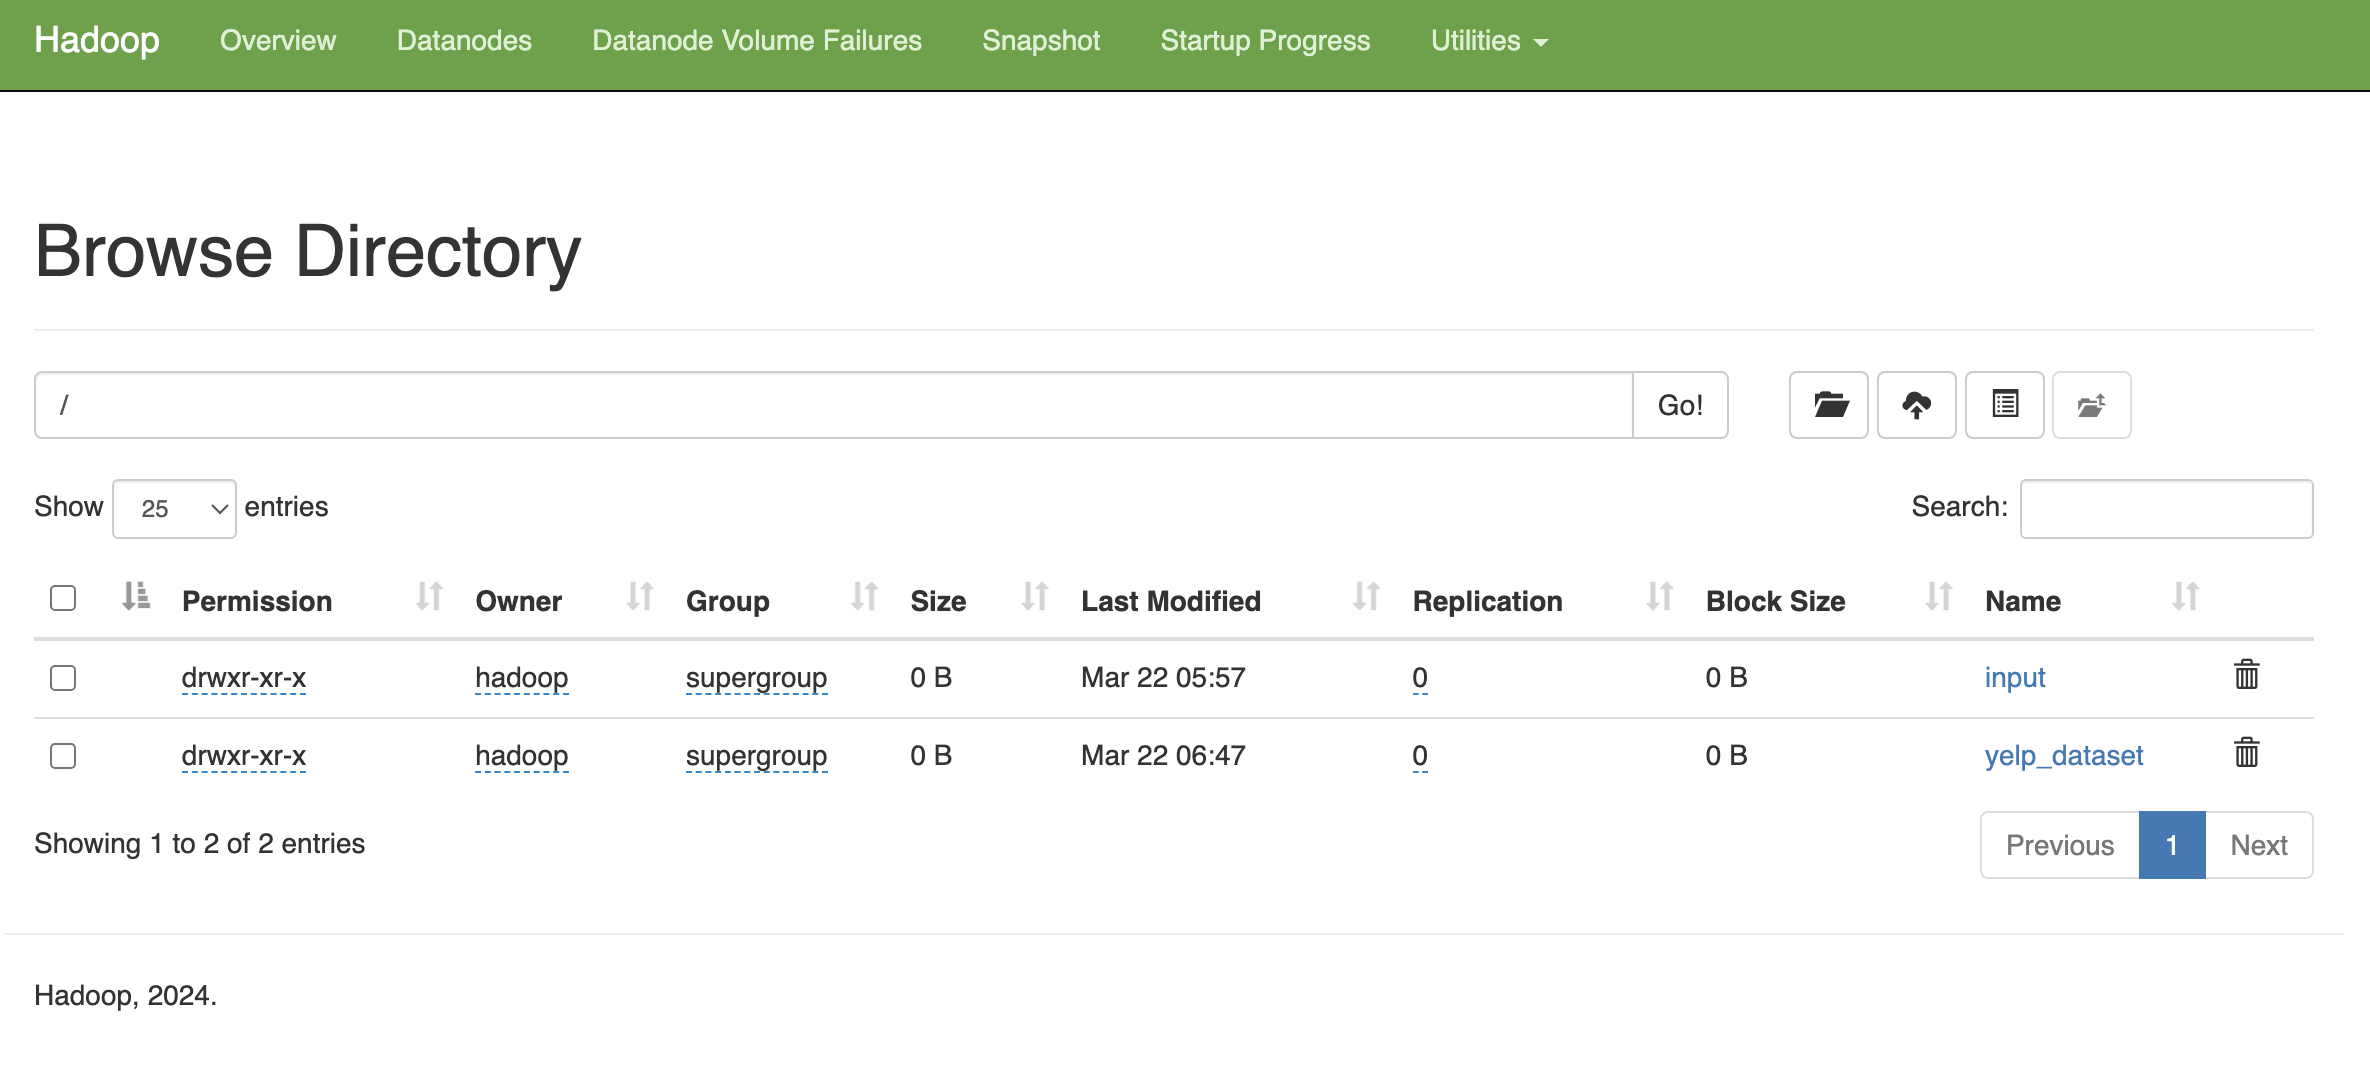 Hadoop Overview Datanodes Datanode Volume Failures Snapshot Startup Progress Utilities
Browse Directory
/ Go!
Show 25 entries Search:
Permission Owner Group Size Last Modified Replication Block Size Name
drwxr-xr-x hadoop supergroup 0 B Mar 22 05:57 0 0 B input
drwxr-xr-x hadoop supergroup 0 B Mar 22 06:47 0 0 B yelp_dataset
Showing 1 to 2 of 2 entries Previous 1 Next
Hadoop, 2024.